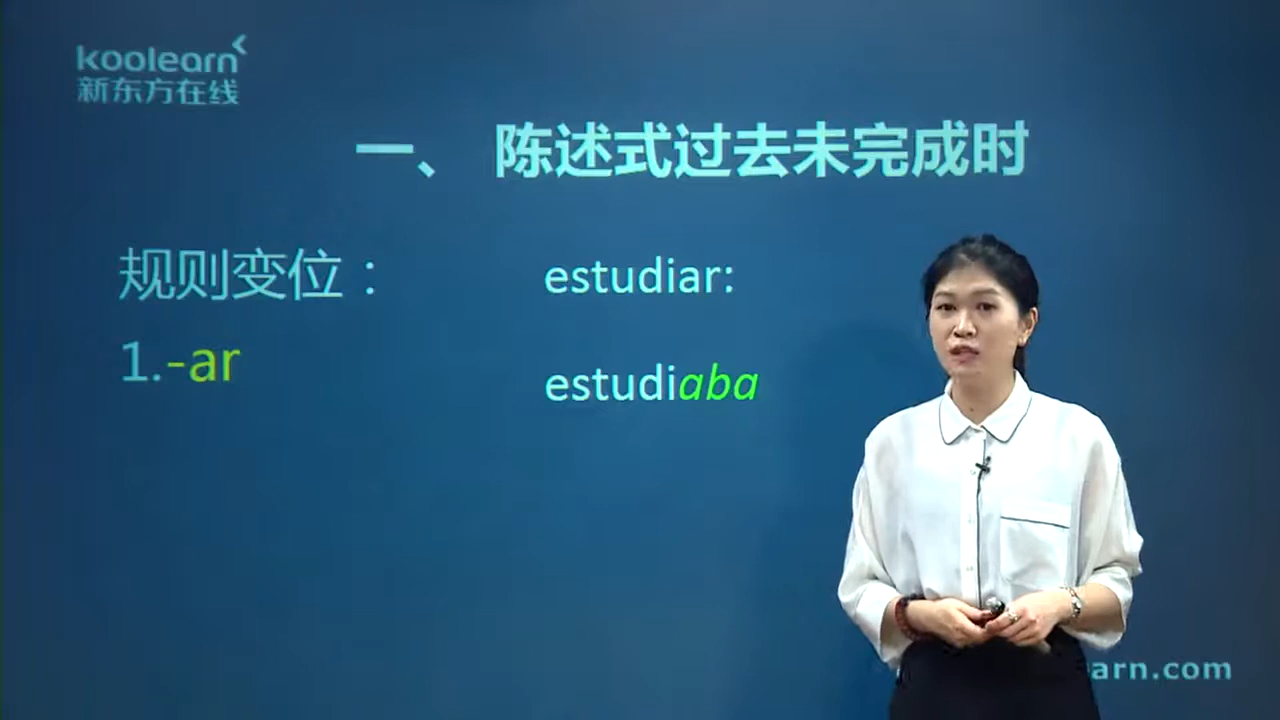 koolearn
新东方在线
一、 陈述式过去未完成时
规则变位：
estudiar:
1.-ar
estudiaba
arn.com